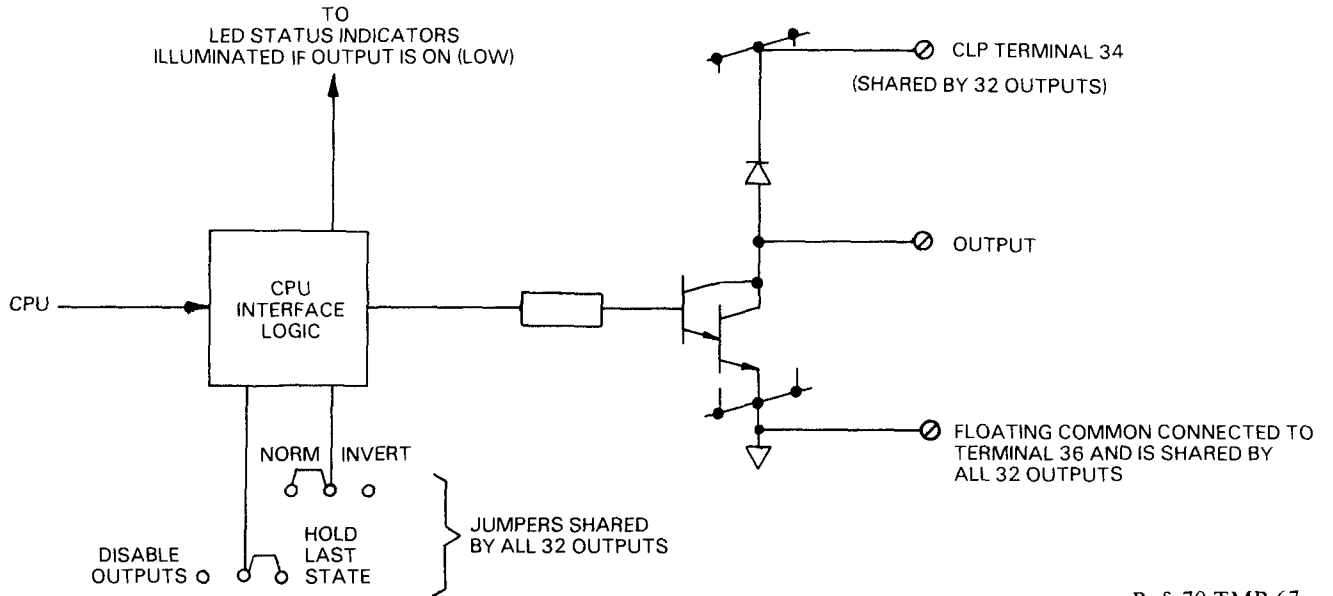 TO
LED STATUS INDICATORS
ILLUMINATED IF OUTPUT IS ON (LOW)
CLP TERMINAL 34
(SHARED BY 32 OUTPUTS)
OUTPUT
CPU
CPU
INTERFACE
LOGIC
FLOATING COMMON CONNECTED TO
TERMINAL 36 AND IS SHARED BY
ALL 32 OUTPUTS
NORM INVERT
JUMPERS SHARED
BY ALL 32 OUTPUTS
HOLD
LAST
STATE
DISABLE
OUTPUTS